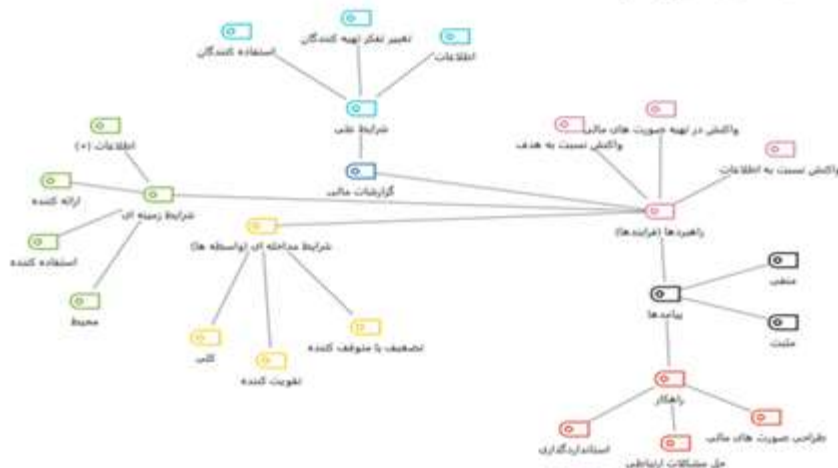 تغییر تفکر تهیه کنندگان
استفاده کنندگان
اطلاعات
شرایط علی
گزارشات مالی
واکنش در تهیه صورت های مالی
واکنش نسبت به هدف
واکنش نسبت به اطلاعات
راهبردها (فرایندها)
اطلاعات (+)
ارائه کننده
شرایط زمینه ای
استفاده کننده
محیط
شرایط مداخله ای (واسطه ها)
تضعیف یا متوقف کننده
کلی
تقویت کننده
منفی
پیامدها
مثبت
راهکار
طراحی صورت های مالی
استانداردگذاری
حل مشکلات ارتباطی